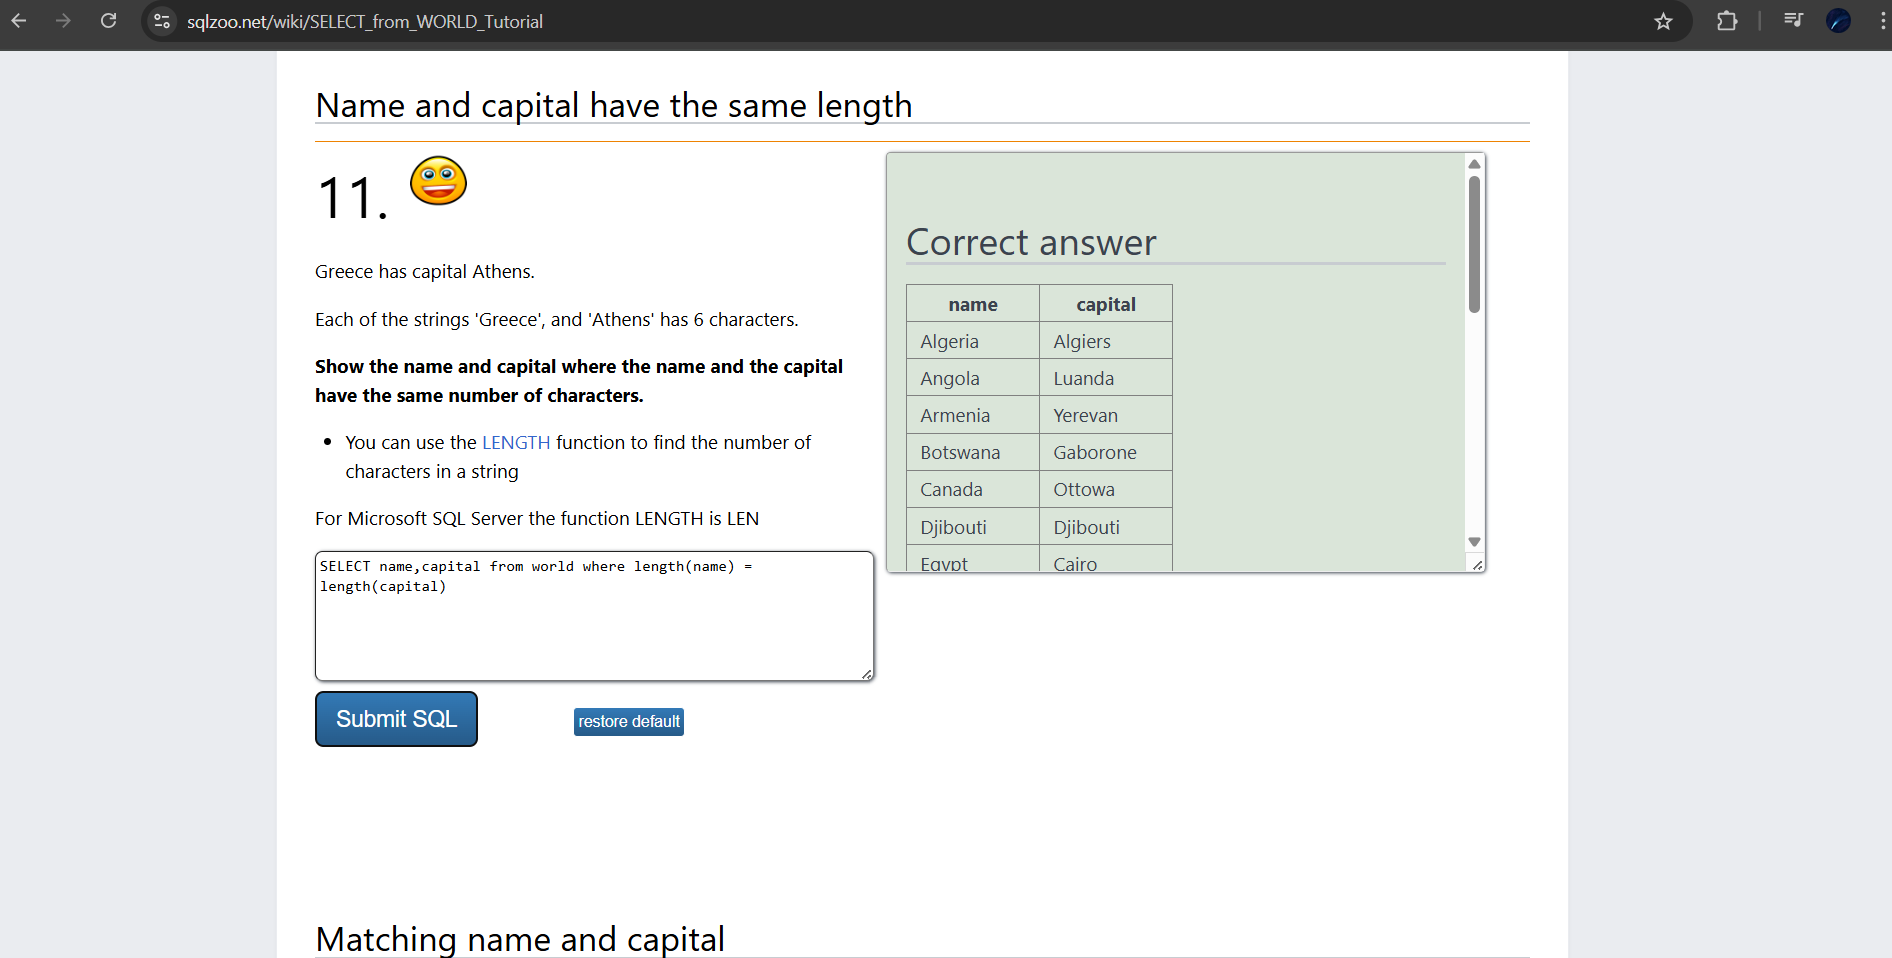 sqlzoo.net/wiki/SELECT_from_WORLD_Tutorial
Name and capital have the same length
11.
Greece has capital Athens.
Each of the strings 'Greece', and 'Athens' has 6 characters.
Show the name and capital where the name and the capital
have the same number of characters.
• You can use the LENGTH function to find the number of
characters in a string
For Microsoft SQL Server the function LENGTH is LEN
SELECT name,capital from world where length(name) =
length(capital)
Submit SQL
restore default
Correct answer
name capital
Algeria Algiers
Angola Luanda
Armenia Yerevan
Botswana Gaborone
Canada Ottowa
Djibouti Djibouti
Egypt Cairo
Matching name and capital